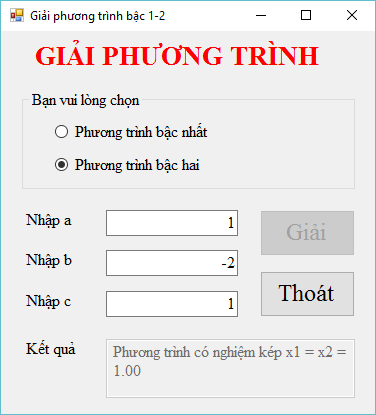 Giải phương trình bậc 1-2
GIẢI PHƯƠNG TRÌNH
Bạn vui lòng chọn
Phương trình bậc nhất
Phương trình bậc hai
Nhập a
1
Giải
Nhập b
-2
Thoát
Nhập c
1
Kết quả
Phương trình có nghiệm kép x1 = x2 =
1.00